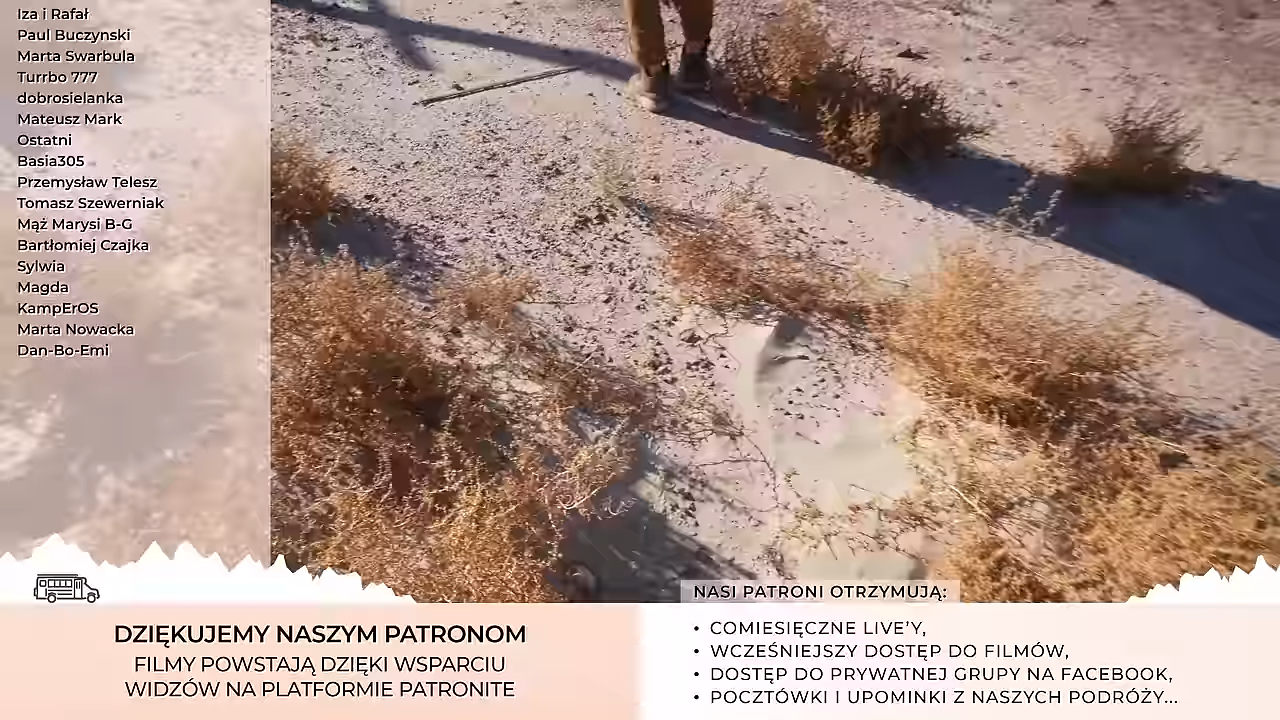 Iza i Rafał
Paul Buczynski
Marta Swarbula
Turrbo 777
dobrosielanka
Mateusz Mark
Ostatni
Basia305
Przemysław Telesz
Tomasz Szewerniak
Mąż Marysi B-G
Bartłomiej Czajka
Sylwia
Magda
KampErOS
Marta Nowacka
Dan-Bo-Emi
DZIĘKUJEMY NASZYM PATRONOM
FILMY POWSTAJĄ DZIĘKI WSPARCIU
WIDZÓW NA PLATFORMIE PATRONITE
NASI PATRONI OTRZYMUJĄ:
• COMIESIĘCZNE LIVE'Y,
• WCZEŚNIEJSZY DOSTĘP DO FILMÓW,
• DOSTĘP DO PRYWATNEJ GRUPY NA FACEBOOK,
• POCZTÓWKI I UPOMINKI Z NASZYCH PODRÓŻY...